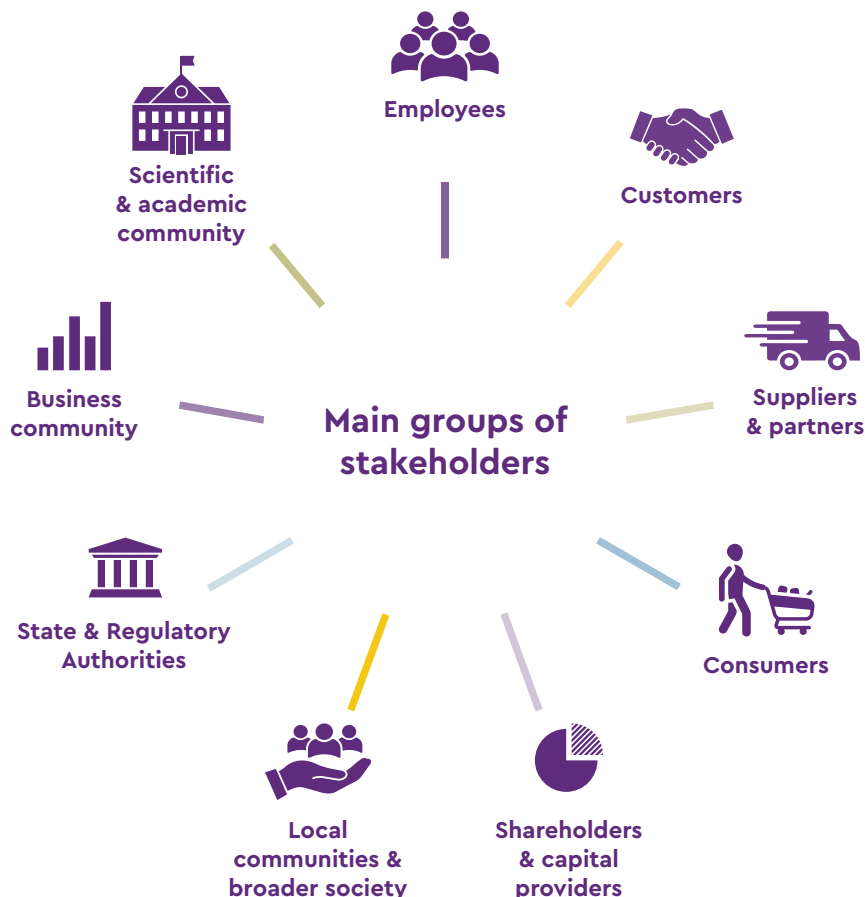 Employees
Customers
Scientific
& academic
community
Suppliers
& partners
Business
community
Main groups of
stakeholders
State & Regulatory
Authorities
Consumers
Local
communities &
broader society
Shareholders
& capital
providers